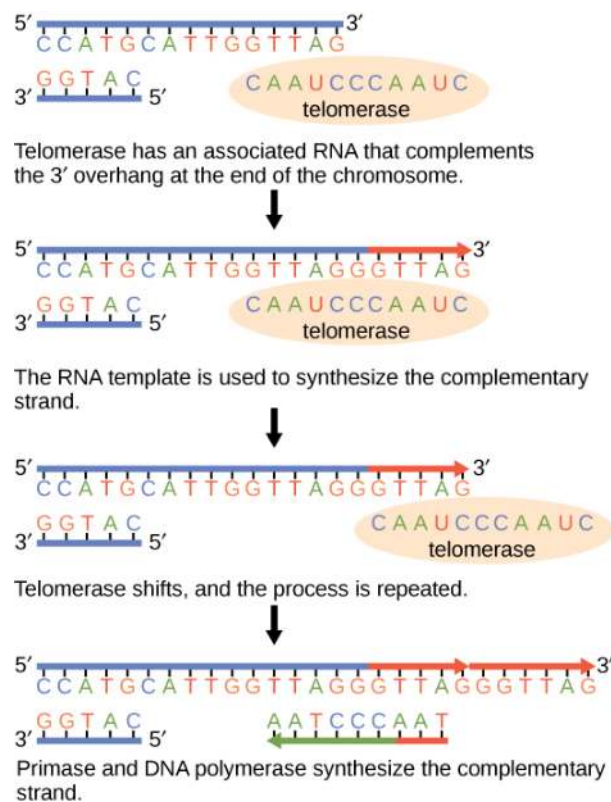 5′ 3′
CCATGCATTGGTTAG
GGTAC CAAUCCCAAUC
3′ 5′ telomerase
Telomerase has an associated RNA that complements
the 3′ overhang at the end of the chromosome.
5′ 3′
CCATGCATTGGTTAGGGTTAG
GGTAC CAAUCCCAAUC
3′ 5′ telomerase
The RNA template is used to synthesize the complementary
strand.
5′ 3′
CCATGCATTGGTTAGGGTTAG
GGTAC CAAUCCCAAUC
3′ 5′ telomerase
Telomerase shifts, and the process is repeated.
5′ 3′
CCATGCATTGGTTAGGGTTAGGGTTAG
GGTAC AATCCCAAT
3′ 5′
Primase and DNA polymerase synthesize the complementary
strand.